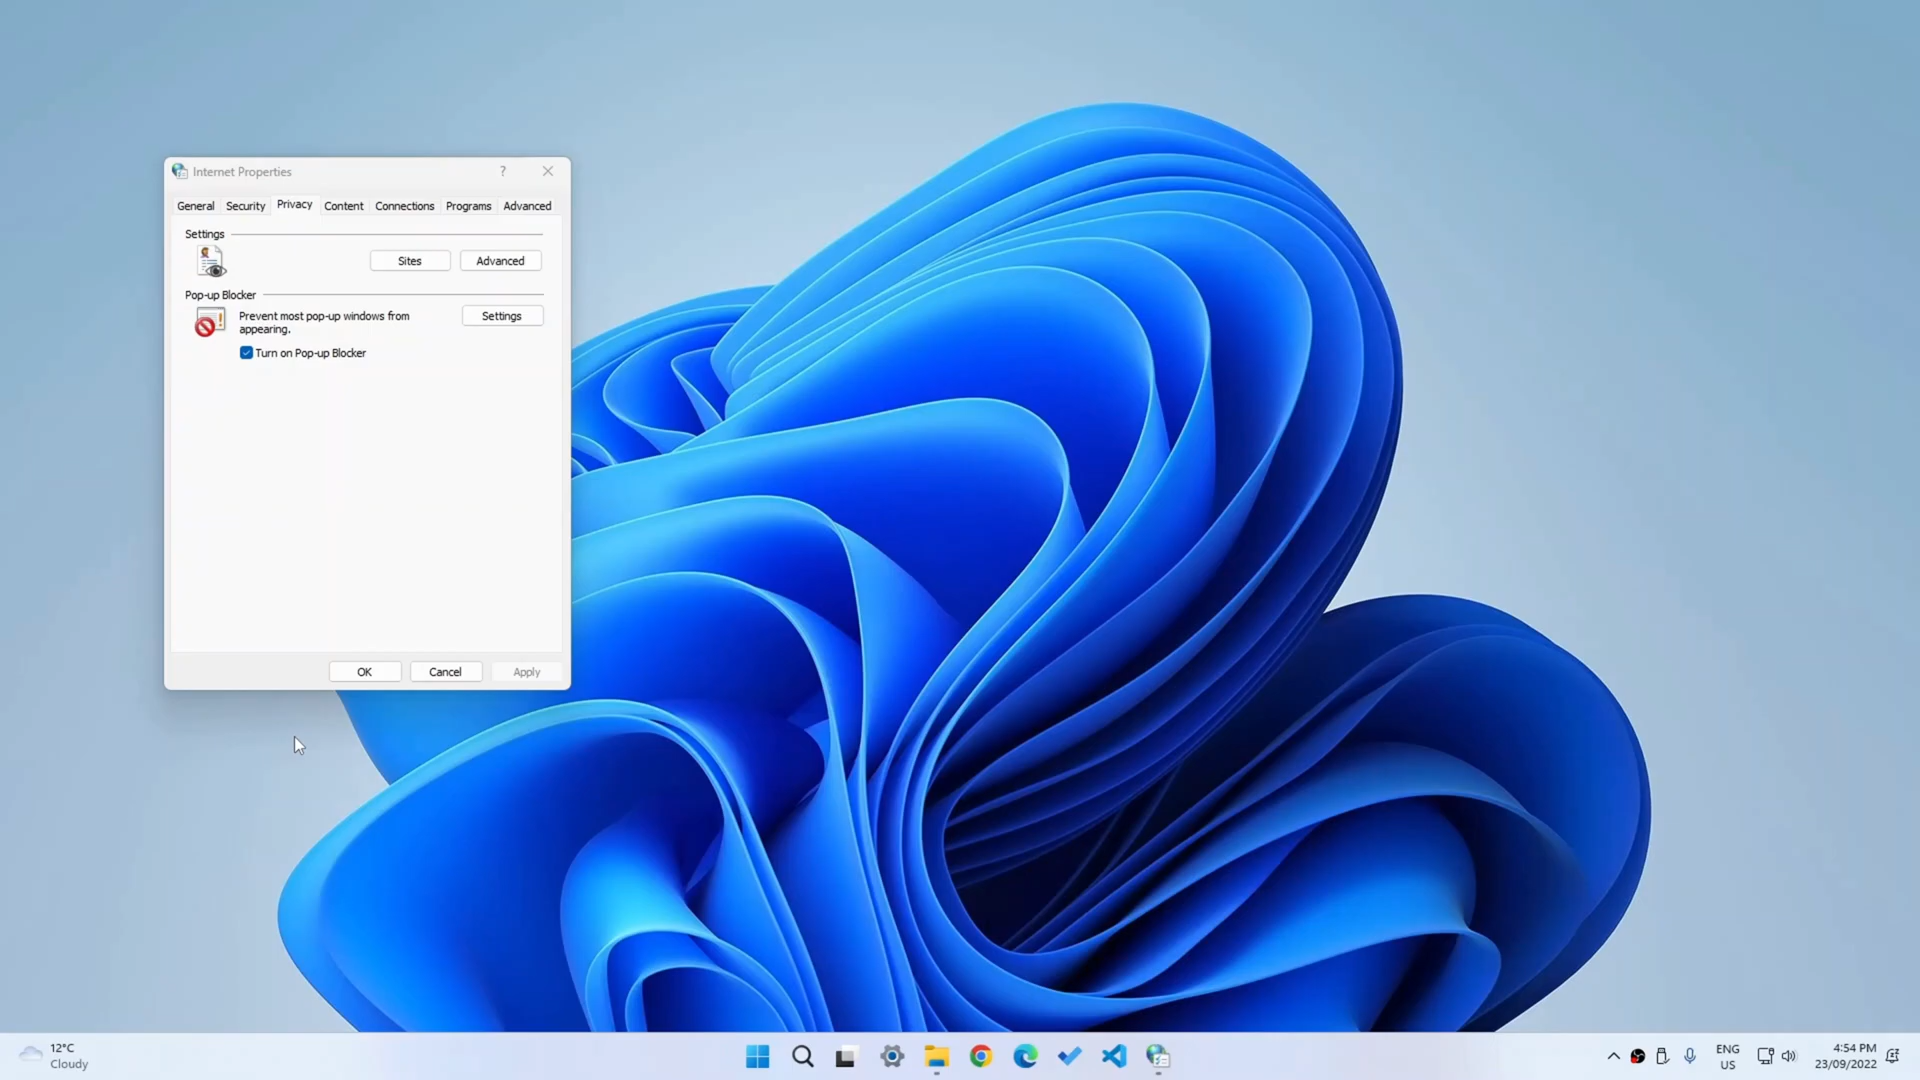 Internet Properties
?
General Security Privacy Content Connections Programs Advanced
Settings
Sites Advanced
Pop-up Blocker
Prevent most pop-up windows from
appearing.
Settings
Turn on Pop-up Blocker
OK Cancel Apply
12°C
Cloudy
ENG
US
4:54 PM
23/09/2022